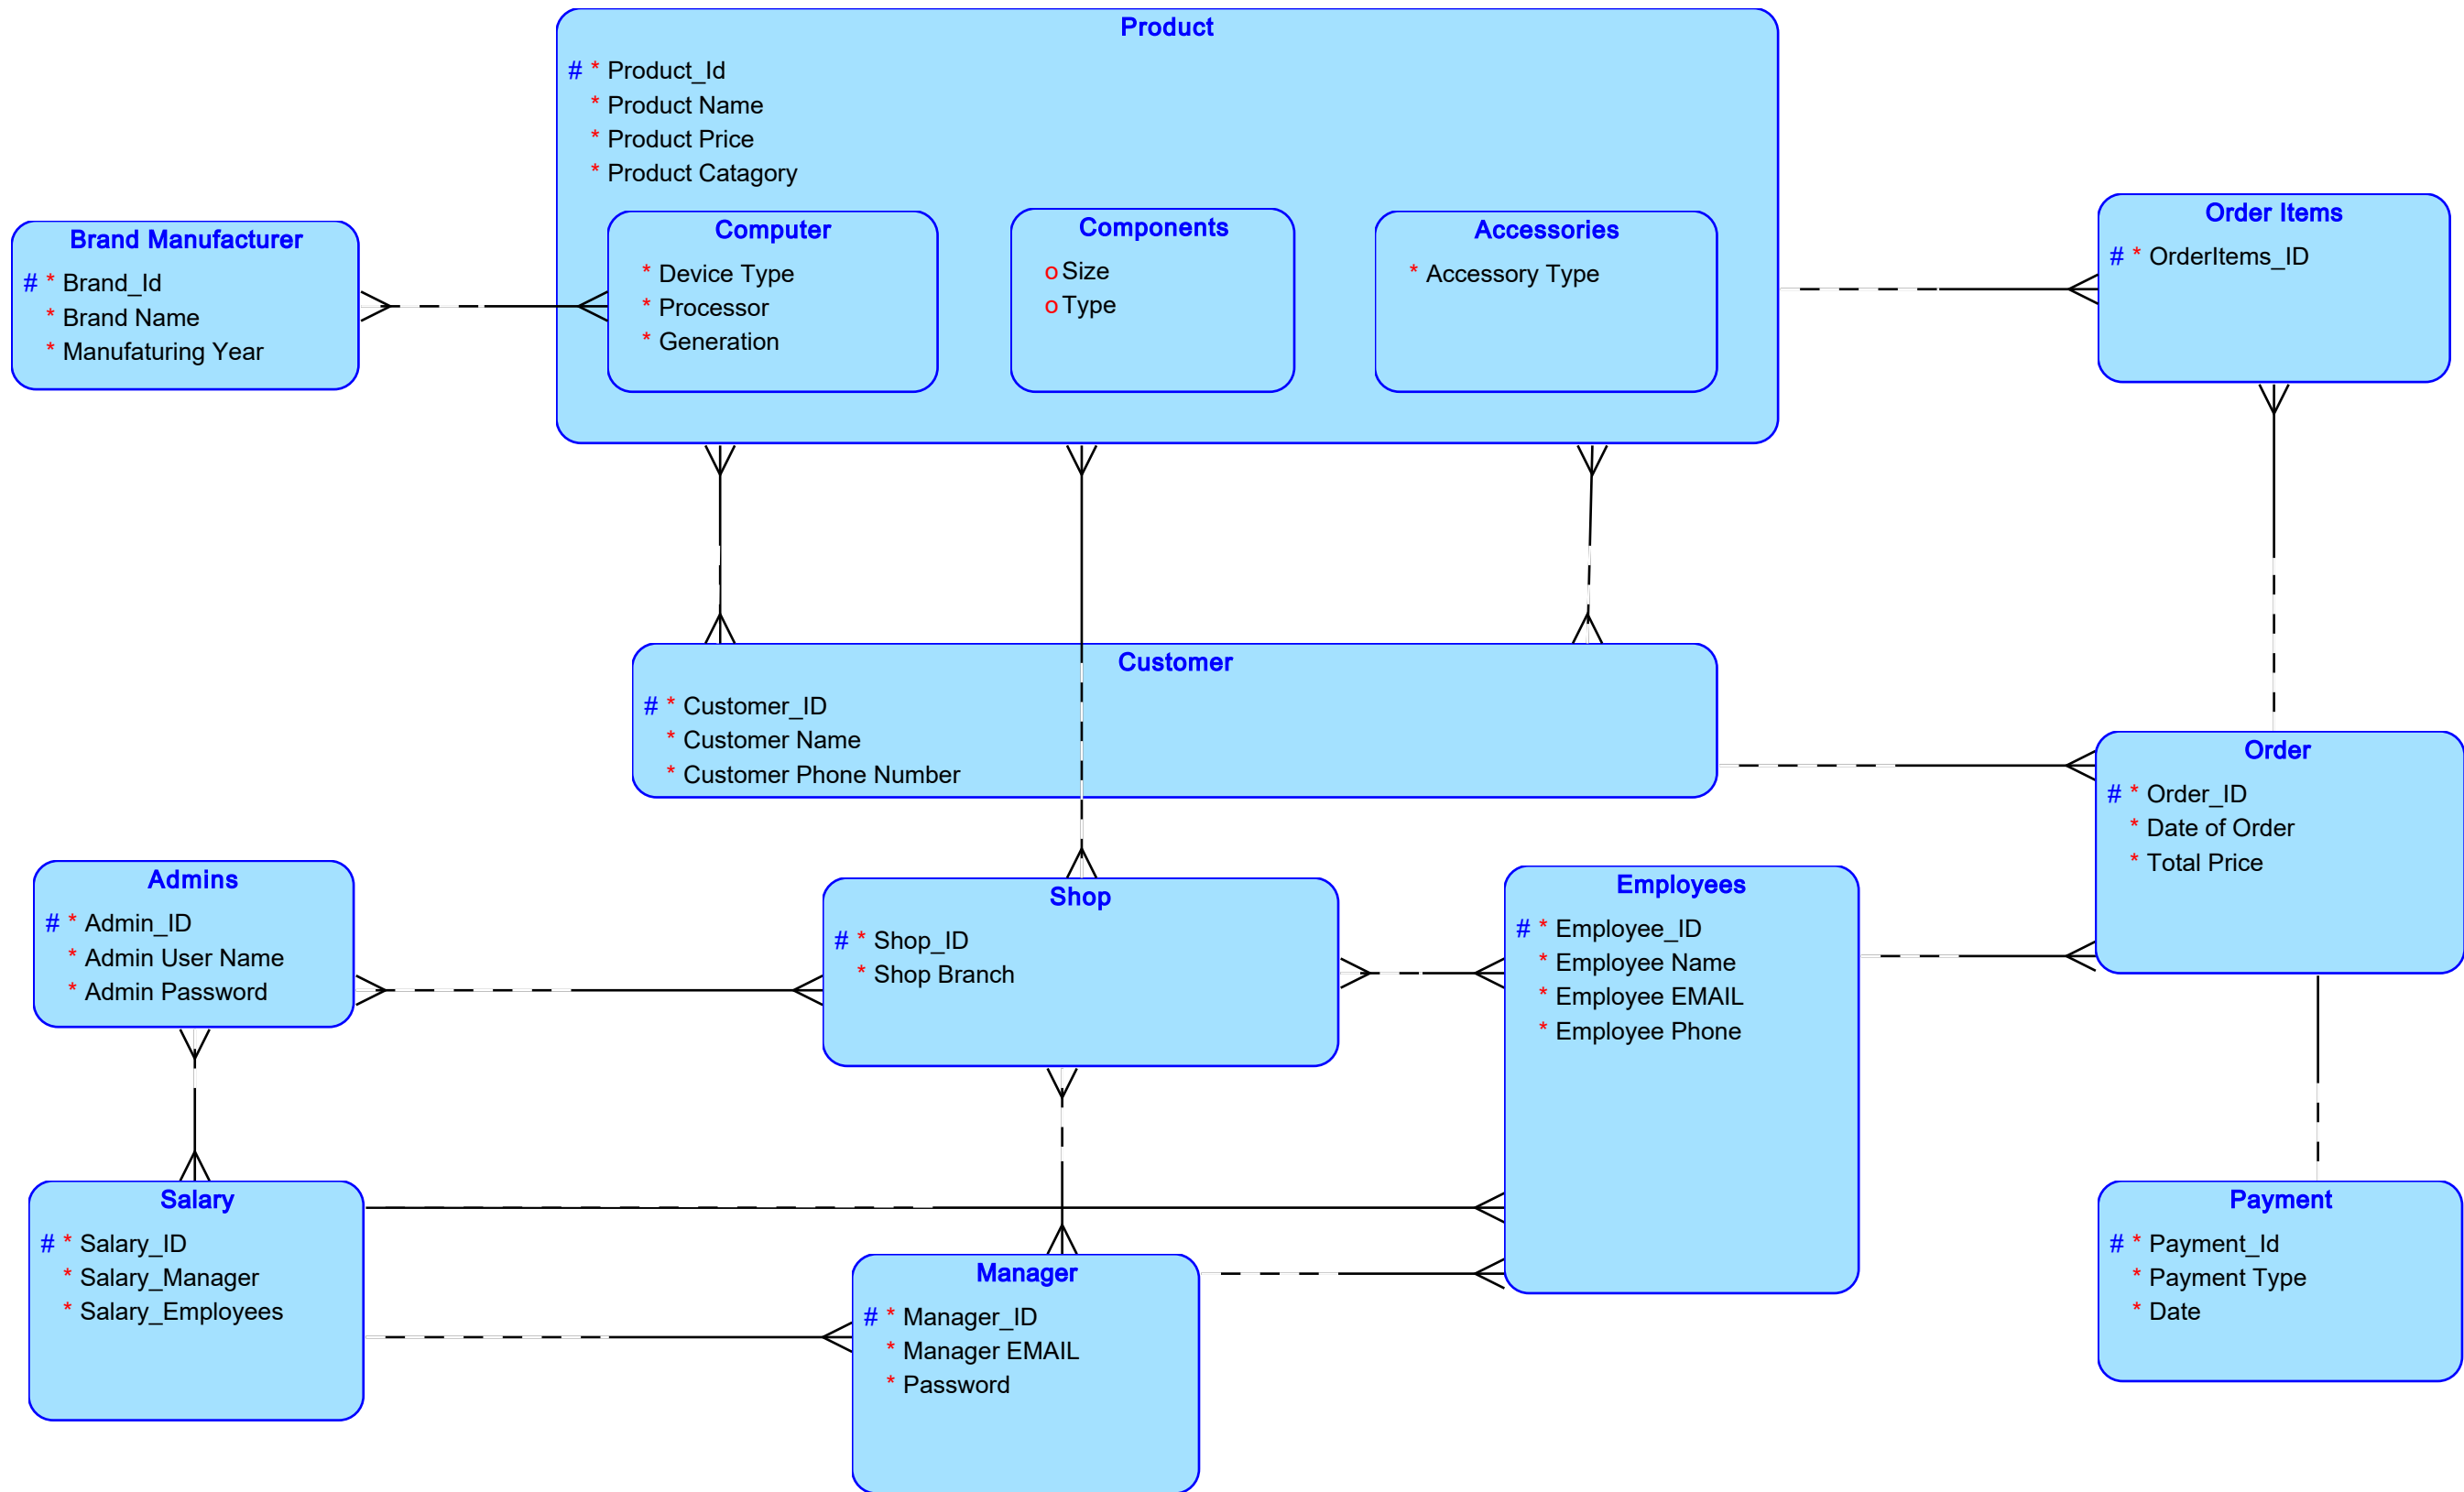 Product
# * Product_Id
* Product Name
* Product Price
* Product Catagory
Brand Manufacturer
# * Brand_Id
* Brand Name
* Manufaturing Year
Computer
* Device Type
* Processor
* Generation
Components
o Size
o Type
Accessories
* Accessory Type
Order Items
# * OrderItems_ID
Customer
# * Customer_ID
* Customer Name
* Customer Phone Number
Order
# * Order_ID
* Date of Order
* Total Price
Admins
# * Admin_ID
* Admin User Name
* Admin Password
Shop
# * Shop_ID
* Shop Branch
Employees
# * Employee_ID
* Employee Name
* Employee EMAIL
* Employee Phone
Salary
# * Salary_ID
* Salary_Manager
* Salary_Employees
Manager
# * Manager_ID
* Manager EMAIL
* Password
Payment
# * Payment_Id
* Payment Type
* Date